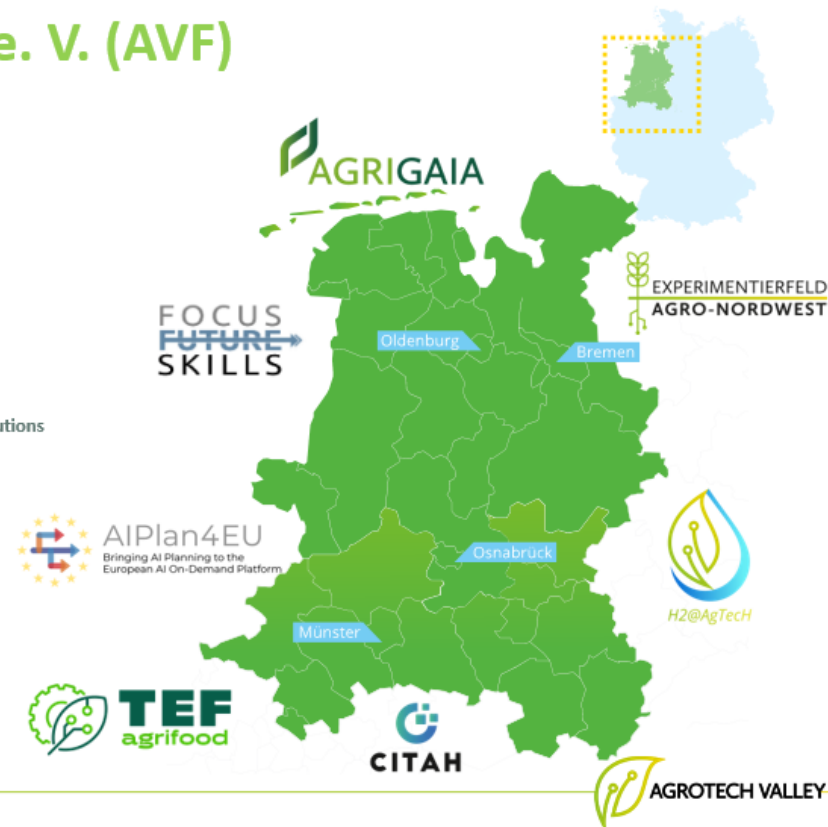 e. V. (AVF)
AGRIGAIA
EXPERIMENTIERFELD
AGRO-NORDWEST
FOCUS
FUTURE
SKILLS
Oldenburg
Bremen
utions
AIPlan4EU
Bringing AI Planning to the
European AI On-Demand Platform
Osnabrück
H2@AgTecH
Münster
TEF
agrifood
CITAH
AGROTECH VALLEY